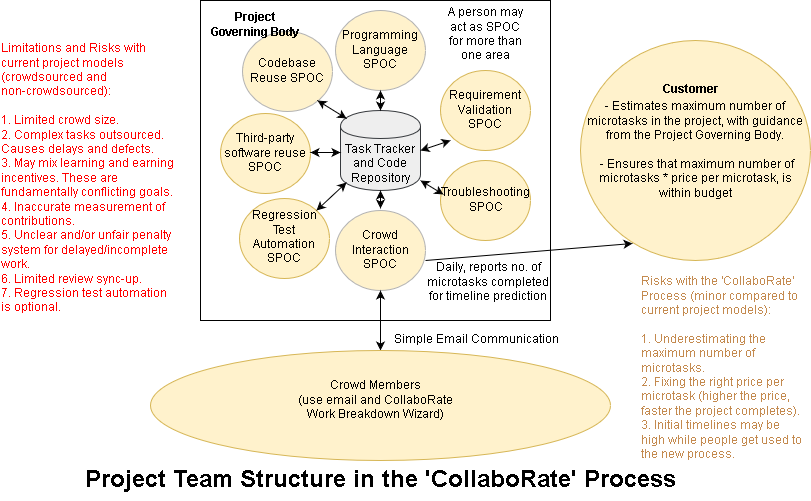 Project
Governing Body
Programming
Language
SPOC
A person may
act as SPOC
for more than
one area
Codebase
Reuse SPOC
Requirement
Validation
SPOC
Third-party
software reuse
SPOC
Task Tracker
and Code
Repository
Troubleshooting
SPOC
Regression
Test
Automation
SPOC
Crowd
Interaction
SPOC
Daily, reports no. of
microtasks completed
for timeline prediction
Limitations and Risks with
current project models
(crowdsourced and
non-crowdsourced):
1. Limited crowd size.
2. Complex tasks outsourced.
Causes delays and defects.
3. May mix learning and earning
incentives. These are
fundamentally conflicting goals.
4. Inaccurate measurement of
contributions.
5. Unclear and/or unfair penalty
system for delayed/incomplete
work.
6. Limited review sync-up.
7. Regression test automation
is optional.
Customer
- Estimates maximum number of
microtasks in the project, with guidance
from the Project Governing Body.
- Ensures that maximum number of
microtasks * price per microtask, is
within budget
Risks with the 'CollaboRate'
Process (minor compared to
current project models):
1. Underestimating the
maximum number of
microtasks.
2. Fixing the right price per
microtask (higher the price,
faster the project completes).
3. Initial timelines may be
high while people get used to
the new process.
Simple Email Communication
Crowd Members
(use email and CollaboRate
Work Breakdown Wizard)
Project Team Structure in the 'CollaboRate' Process